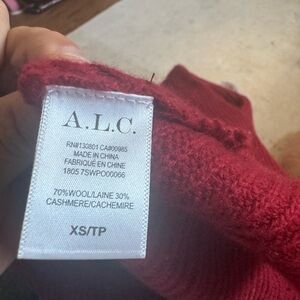 A.L.C.
RN#133801 CA#00985
MADE IN CHINA
FABRIQUÉ EN CHINE
1805 7SWPO00066
70%WOOL/LAINE 30%
CASHMERE/CACHEMIRE
XS/TP